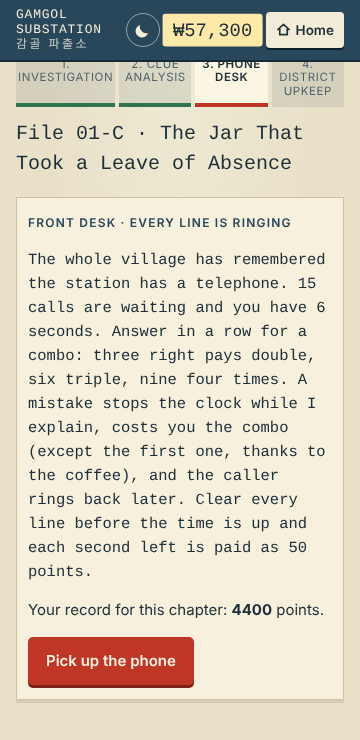 GAMGOL
SUBSTATION
감골 파출소
₩57,300
Home
1.
INVESTIGATION
2. CLUE
ANALYSIS
3. PHONE
DESK
4.
DISTRICT
UPKEEP
File 01-C · The Jar That
Took a Leave of Absence
FRONT DESK · EVERY LINE IS RINGING
The whole village has remembered
the station has a telephone. 15
calls are waiting and you have 6
seconds. Answer in a row for a
combo: three right pays double,
six triple, nine four times. A
mistake stops the clock while I
explain, costs you the combo
(except the first one, thanks to
the coffee), and the caller
rings back later. Clear every
line before the time is up and
each second left is paid as 50
points.
Your record for this chapter: 4400 points.
Pick up the phone